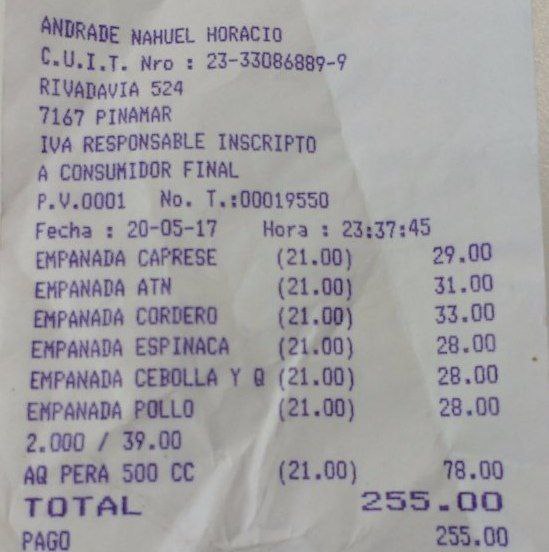 ANDRADE NAHUEL HORACIO
C.U.I.T. Nro : 23-33086889-9
RIVADAVIA 524
7167 PINAMAR
IVA RESPONSABLE INSCRIPTO
A CONSUMIDOR FINAL
P.V.0001 No. T.:00019550
Fecha : 20-05-17 Hora : 23:37:45
EMPANADA CAPRESE (21.00) 29.00
EMPANADA ATN (21.00) 31.00
EMPANADA CORDERO (21.00) 33.00
EMPANADA ESPINACA (21.00) 28.00
EMPANADA CEBOLLA Y Q (21.00) 28.00
EMPANADA POLLO (21.00) 28.00
2.000 / 39.00
AQ PERA 500 CC (21.00) 78.00
TOTAL 255.00
PAGO 255.00